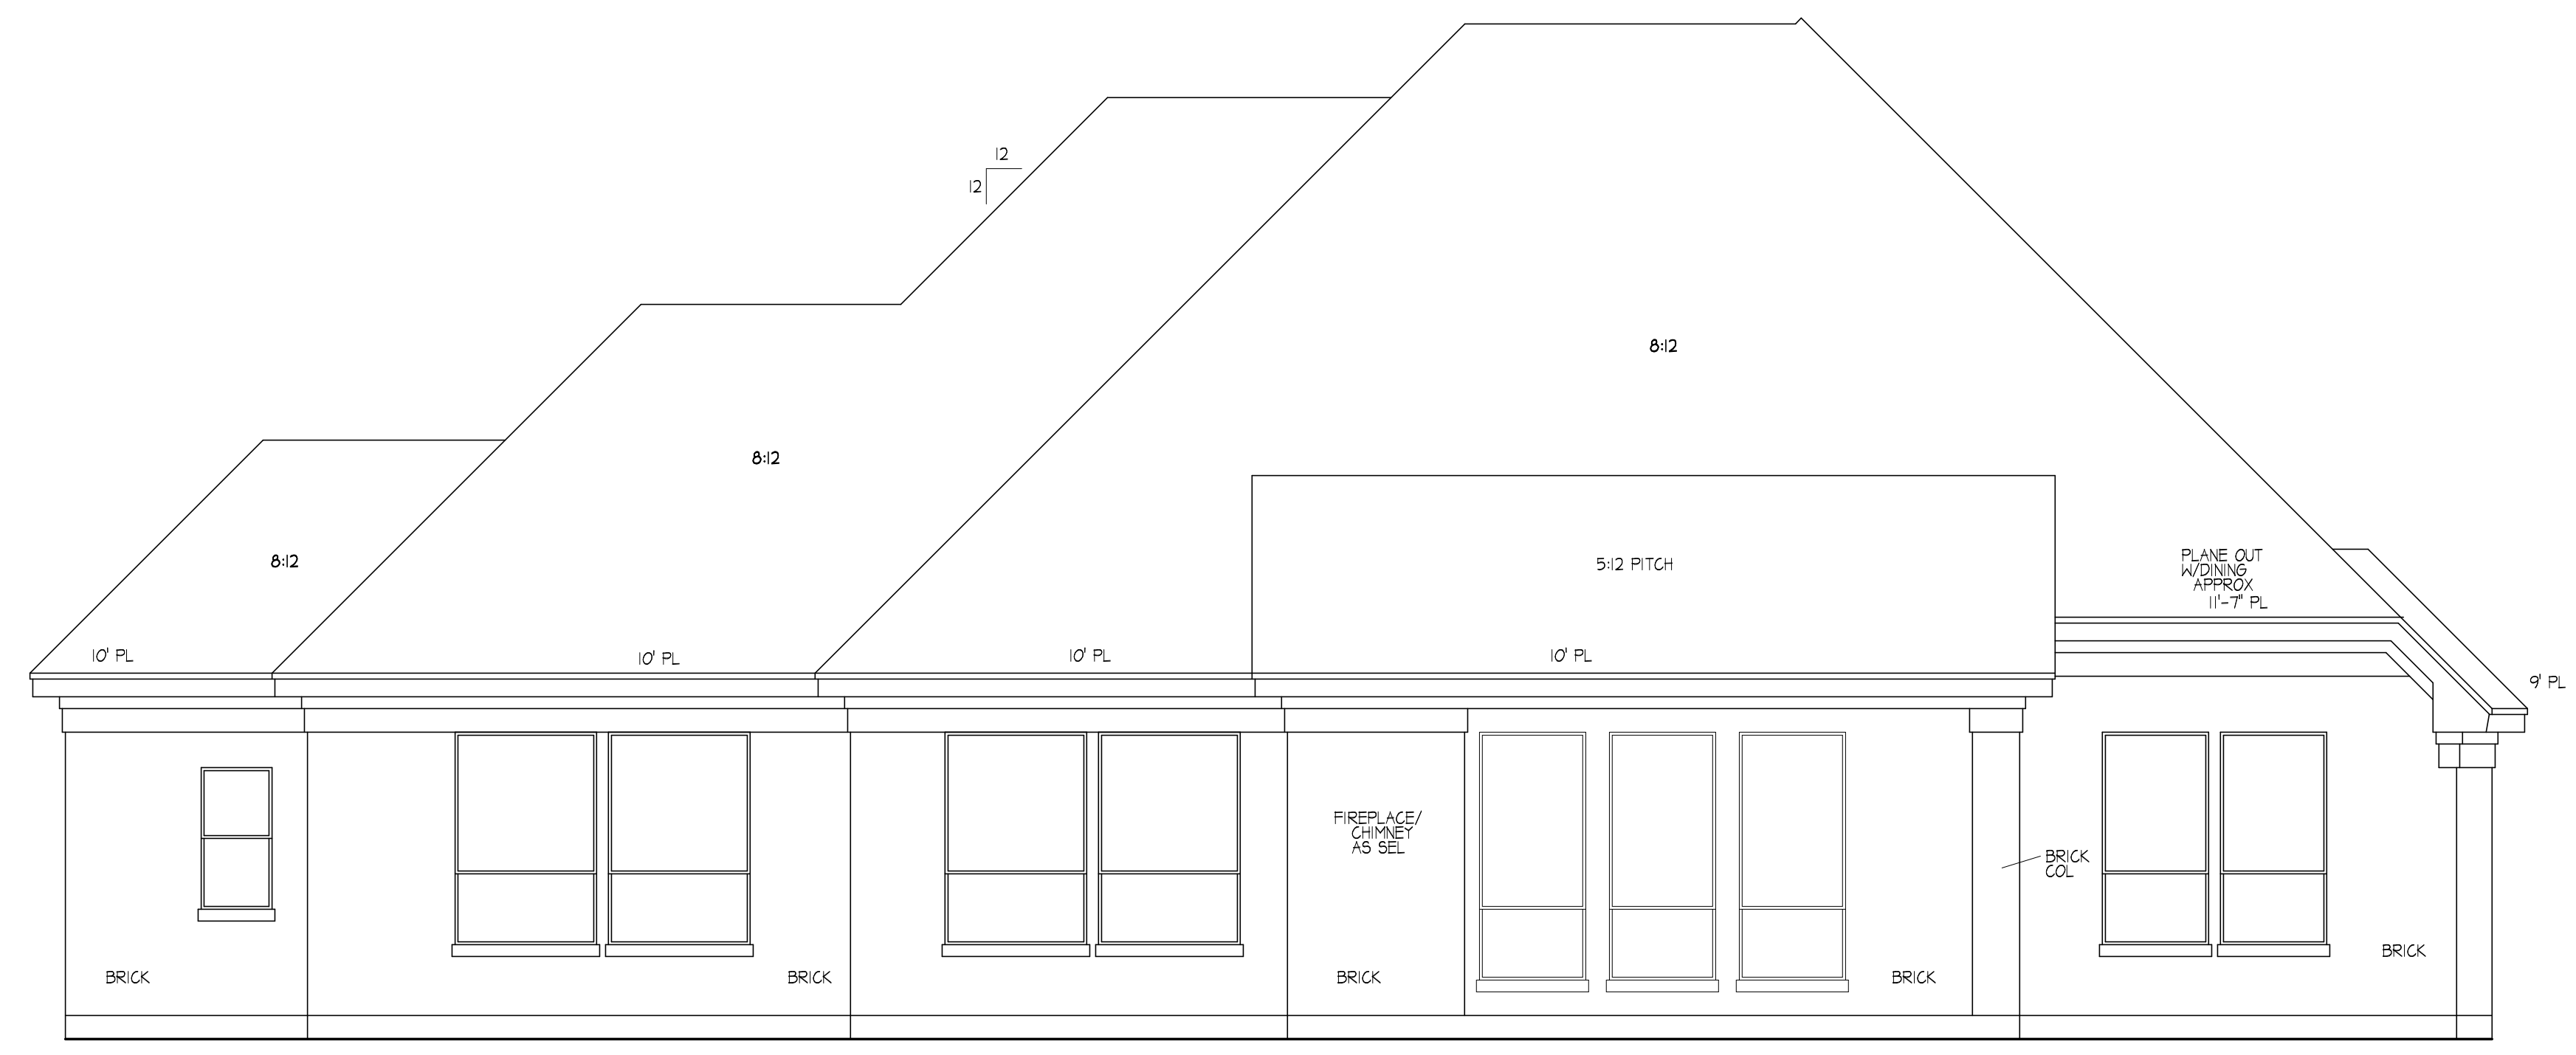 12
12
8:12
8:12
8:12
5:12 PITCH
PLANE OUT
W/DINING
APPROX
11'-7" PL
10' PL
10' PL
10' PL
10' PL
9' PL
FIREPLACE/
CHIMNEY
AS SEL
BRICK
COL
BRICK
BRICK
BRICK
BRICK
BRICK